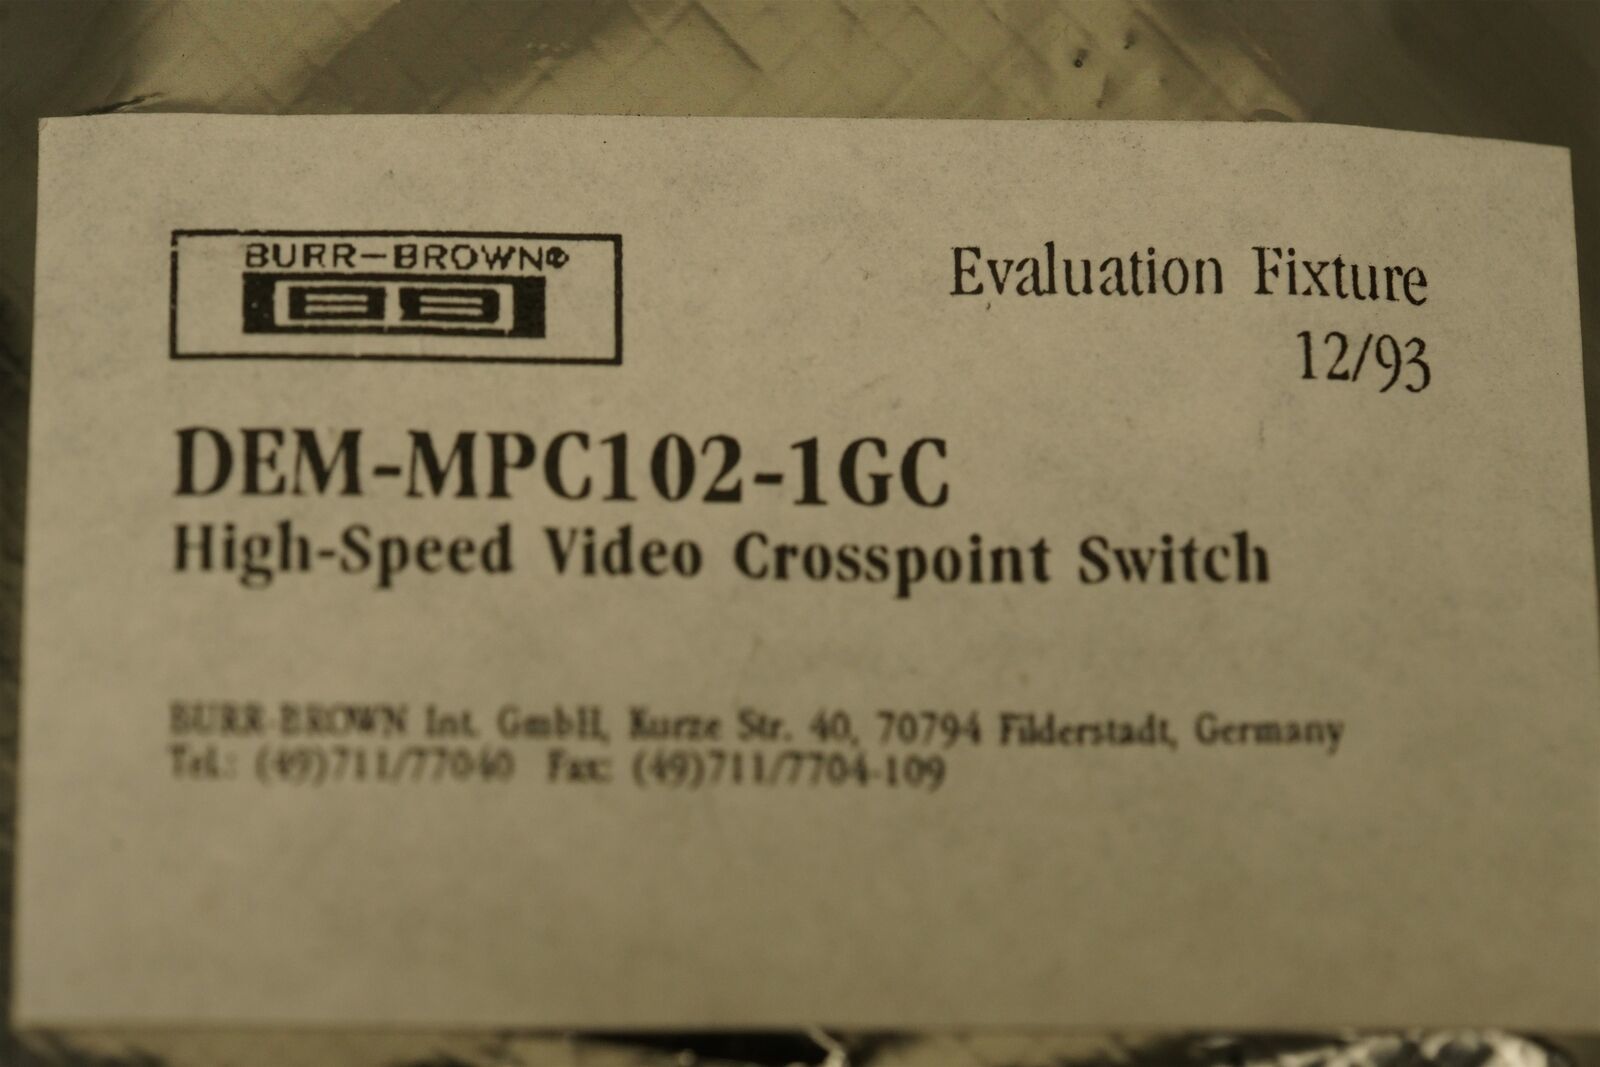 BURR-BROWN®
BB
Evaluation Fixture
12/93
DEM-MPC102-1GC
High-Speed Video Crosspoint Switch
BURR-BROWN Int. GmbH, Kurze Str. 40, 70794 Filderstadt, Germany
Tel.: (49)711/77040 Fax: (49)711/7704-109